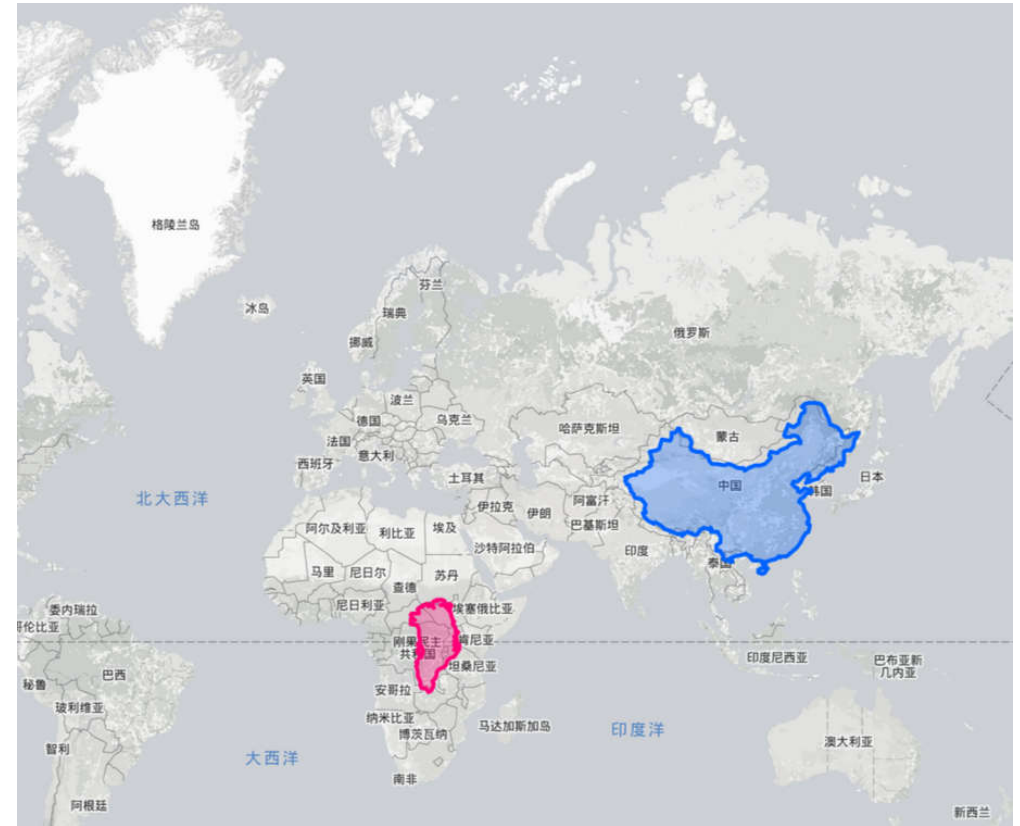 格陵兰岛
芬兰
冰岛
瑞典
俄罗斯
挪威
英国
波兰
德国
乌克兰
哈萨克斯坦
蒙古
法国
意大利
西班牙
土耳其
日本
中国
韩国
北大西洋
伊拉克
伊朗
阿富汗
阿尔及利亚
利比亚
埃及
巴基斯坦
沙特阿拉伯
印度
泰国
马里
尼日尔
苏丹
查德
尼日利亚
埃塞俄比亚
委内瑞拉
哥伦比亚
刚果民主
共和国
肯尼亚
坦桑尼亚
印度尼西亚
巴布亚新
几内亚
巴西
秘鲁
安哥拉
玻利维亚
纳米比亚
马达加斯加岛
印度洋
博茨瓦纳
智利
大西洋
澳大利亚
南非
阿根廷
新西兰